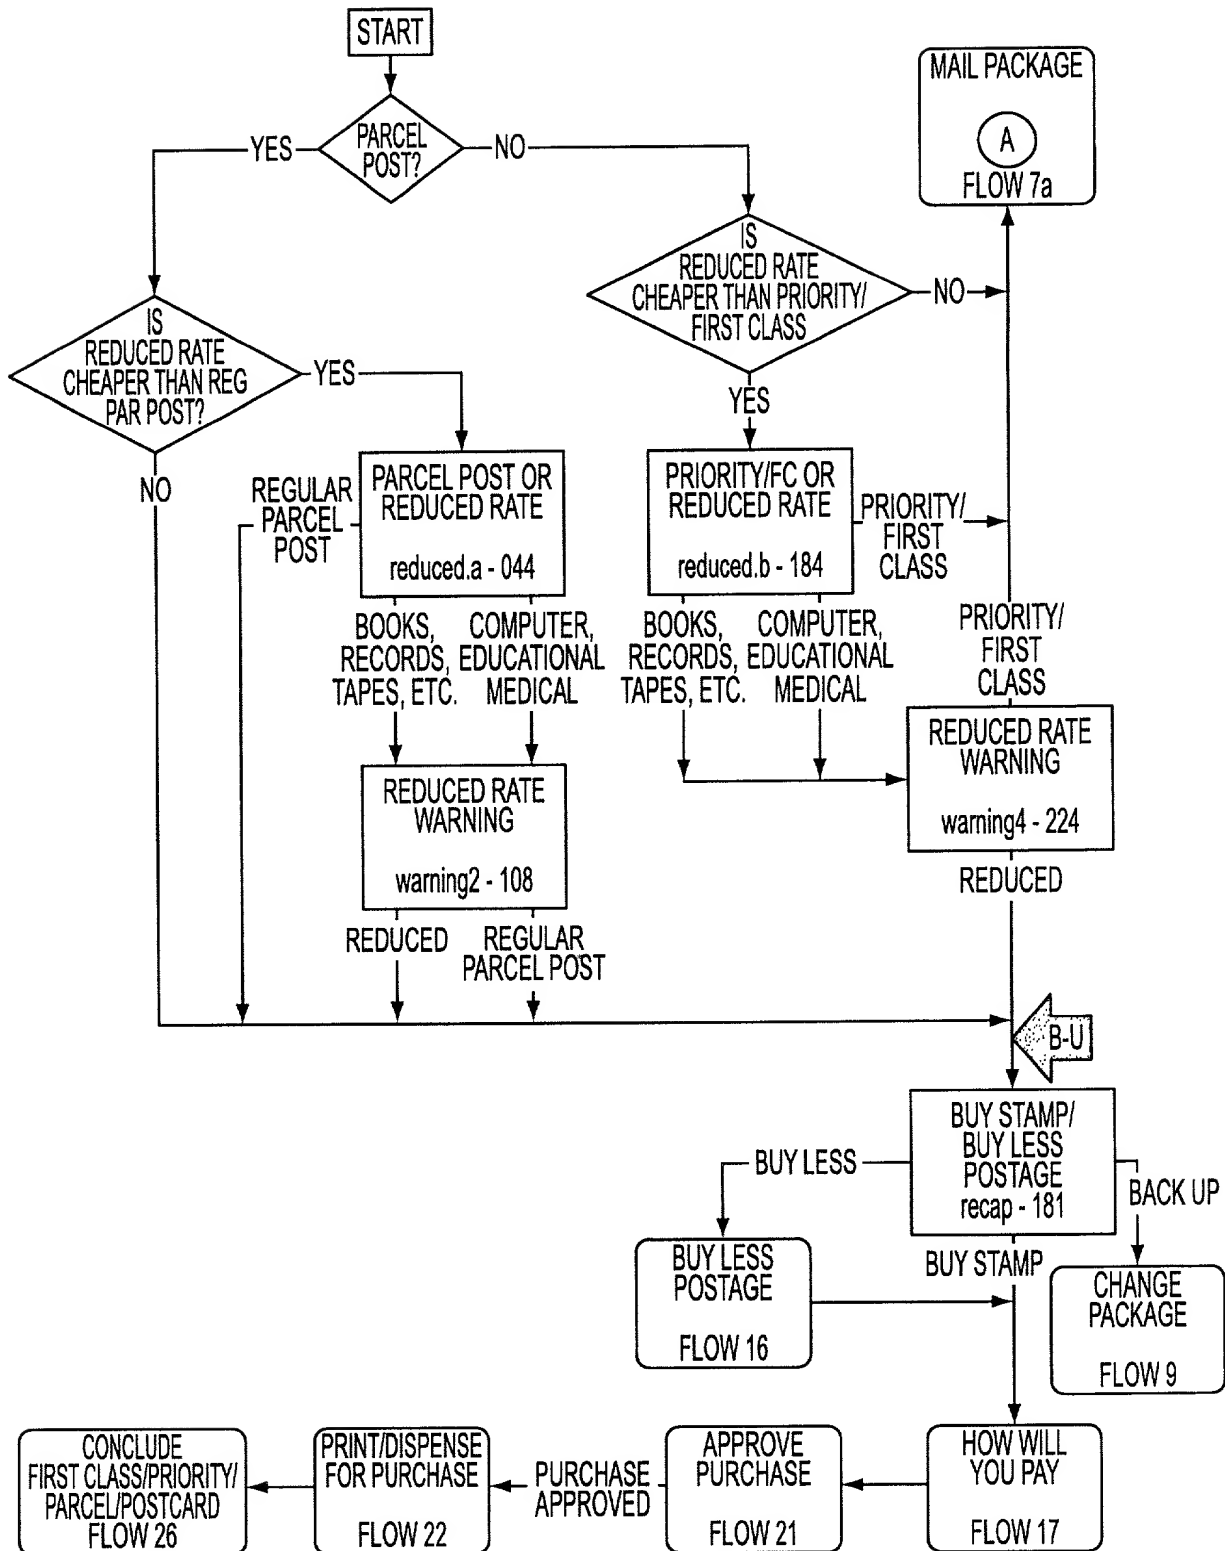 START
PARCEL
POST?
YES
NO
MAIL PACKAGE
A
FLOW 7a
IS
REDUCED RATE
CHEAPER THAN PRIORITY/
FIRST CLASS
NO
YES
IS
REDUCED RATE
CHEAPER THAN REG
PAR POST?
YES
NO
REGULAR
PARCEL
POST
PARCEL POST OR
REDUCED RATE
reduced.a - 044
PRIORITY/FC OR
REDUCED RATE
reduced.b - 184
PRIORITY/
FIRST
CLASS
BOOKS,
RECORDS,
TAPES, ETC.
COMPUTER,
EDUCATIONAL
MEDICAL
BOOKS,
RECORDS,
TAPES, ETC.
COMPUTER,
EDUCATIONAL
MEDICAL
PRIORITY/
FIRST
CLASS
REDUCED RATE
WARNING
warning2 - 108
REDUCED RATE
WARNING
warning4 - 224
REDUCED
REGULAR
PARCEL POST
REDUCED
B-U
BUY STAMP/
BUY LESS
POSTAGE
recap - 181
BUY LESS
BACK UP
BUY STAMP
BUY LESS
POSTAGE
FLOW 16
CHANGE
PACKAGE
FLOW 9
CONCLUDE
FIRST CLASS/PRIORITY/
PARCEL/POSTCARD
FLOW 26
PRINT/DISPENSE
FOR PURCHASE
FLOW 22
PURCHASE
APPROVED
APPROVE
PURCHASE
FLOW 21
HOW WILL
YOU PAY
FLOW 17